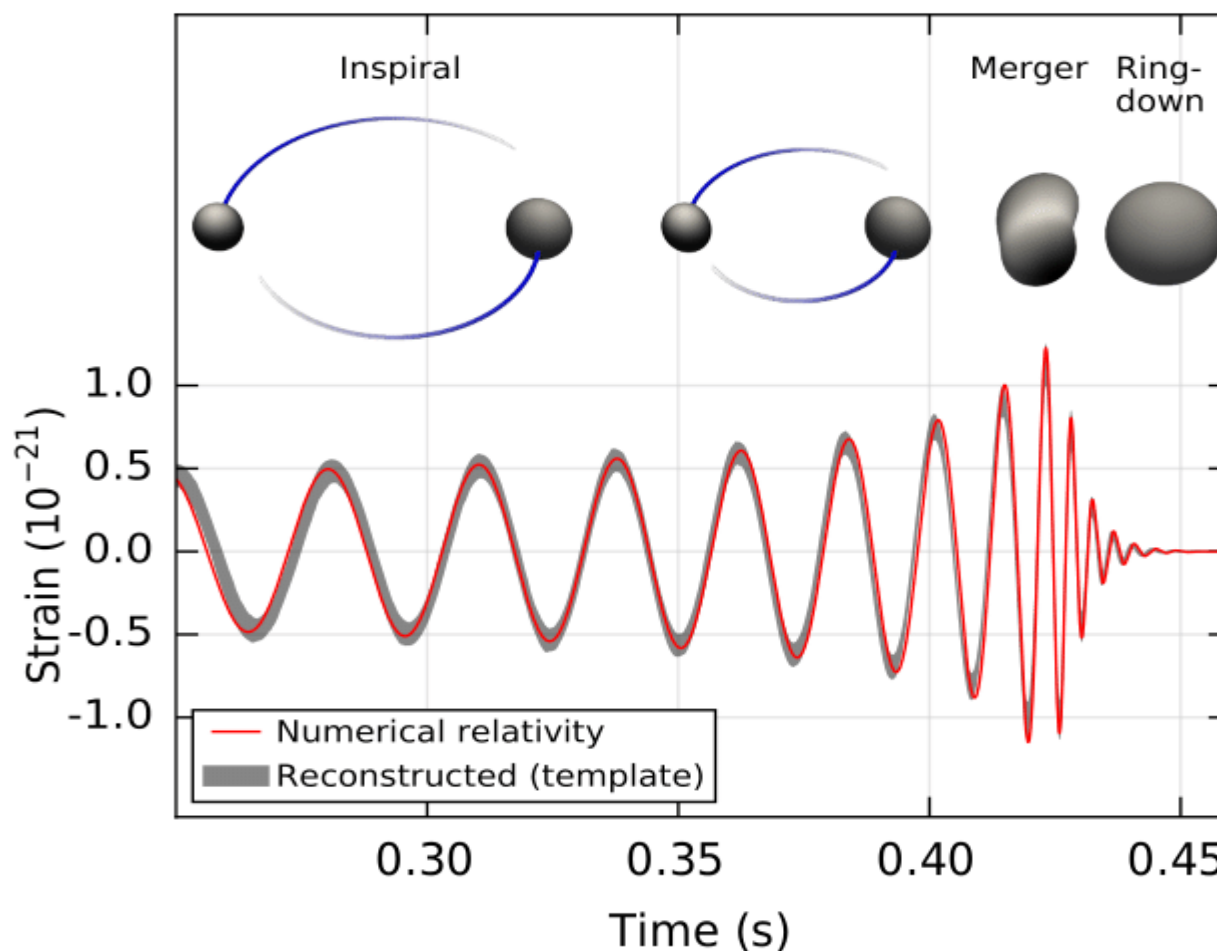 Inspiral
Merger
Ring-
down
1.0
0.5
0.0
-0.5
-1.0
Strain (10⁻²¹)
Numerical relativity
Reconstructed (template)
0.30
0.35
0.40
0.45
Time (s)